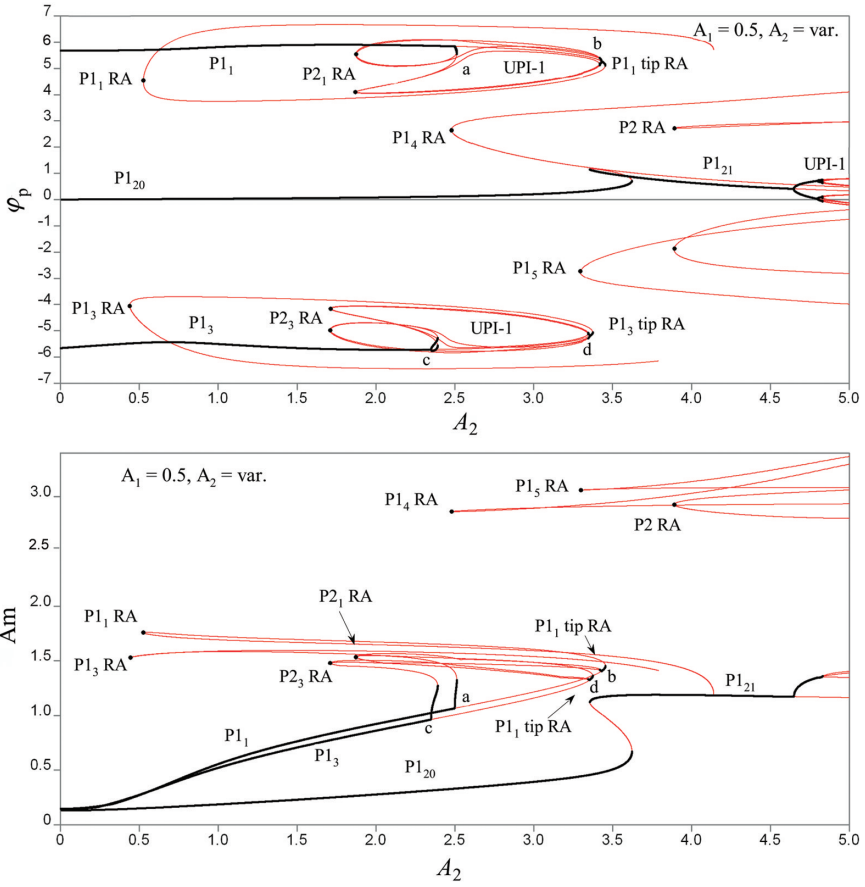 A₁ = 0.5, A₂ = var.
7
6
5
4
3
2
1
0
-1
-2
-3
-4
-5
-6
-7
φₚ
P1₁ RA
P1₁
P2₁ RA
a
UPI-1
b
P1₁ tip RA
P1₄ RA
P2 RA
P1₂₀
P1₂₁
UPI-1
P1₅ RA
P1₃ RA
P1₃
P2₃ RA
UPI-1
P1₃ tip RA
c
d
0 0.5 1.0 1.5 2.0 2.5 3.0 3.5 4.0 4.5 5.0
A₂
A₁ = 0.5, A₂ = var.
3.0
2.5
2.0
1.5
1.0
0.5
0
Am
P1₅ RA
P1₄ RA
P2 RA
P2₁ RA
P1₁ RA
P1₁ tip RA
P1₃ RA
P2₃ RA
b
d
a
c
P1₁ tip RA
P1₂₁
P1₁
P1₃
P1₂₀
0 0.5 1.0 1.5 2.0 2.5 3.0 3.5 4.0 4.5 5.0
A₂